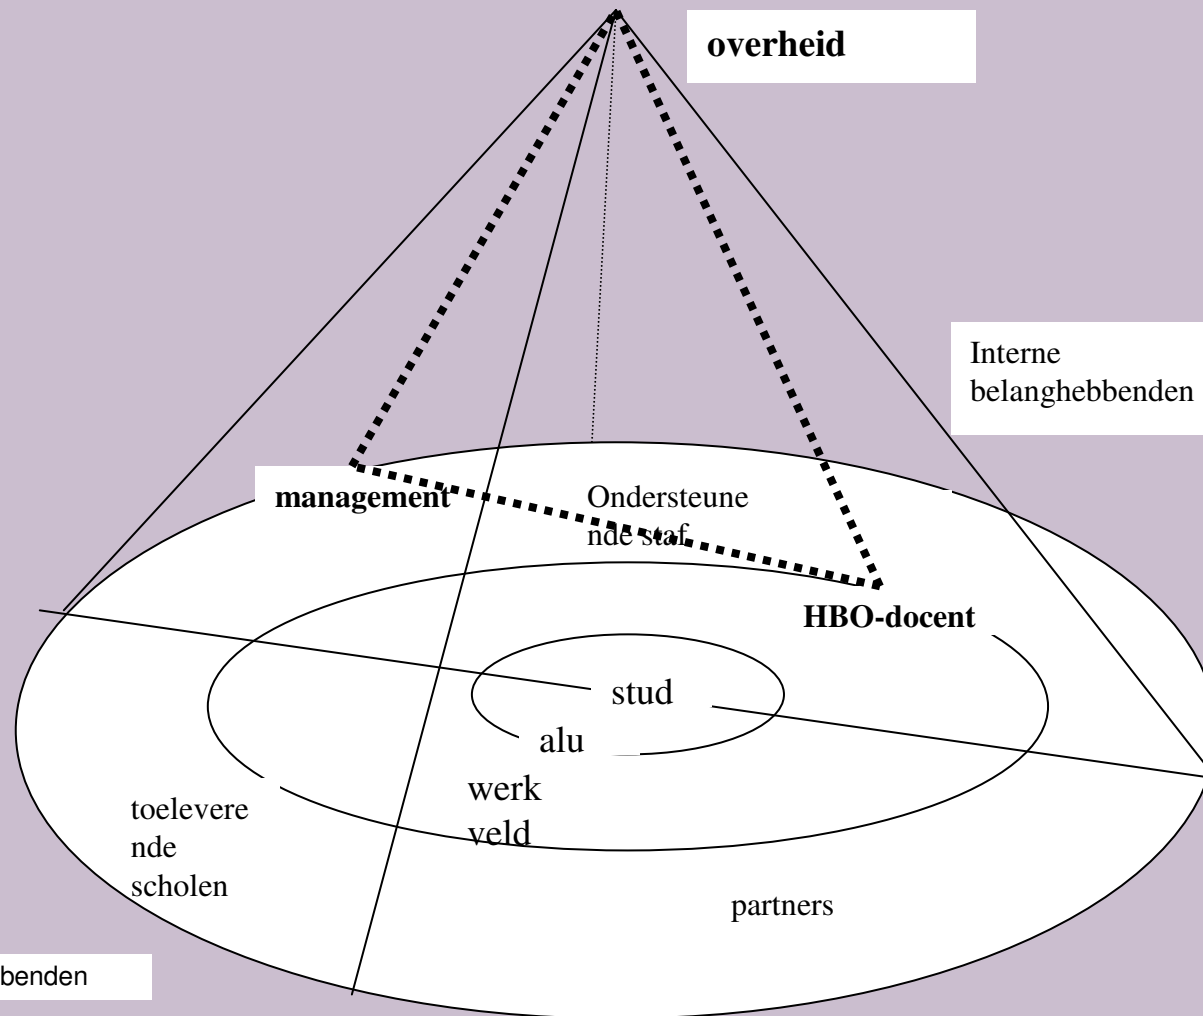 overheid
Interne
belanghebbenden
management
Ondersteune
nde staf
HBO-docent
stud
alu
werk
veld
toelevere
nde
scholen
partners
benden